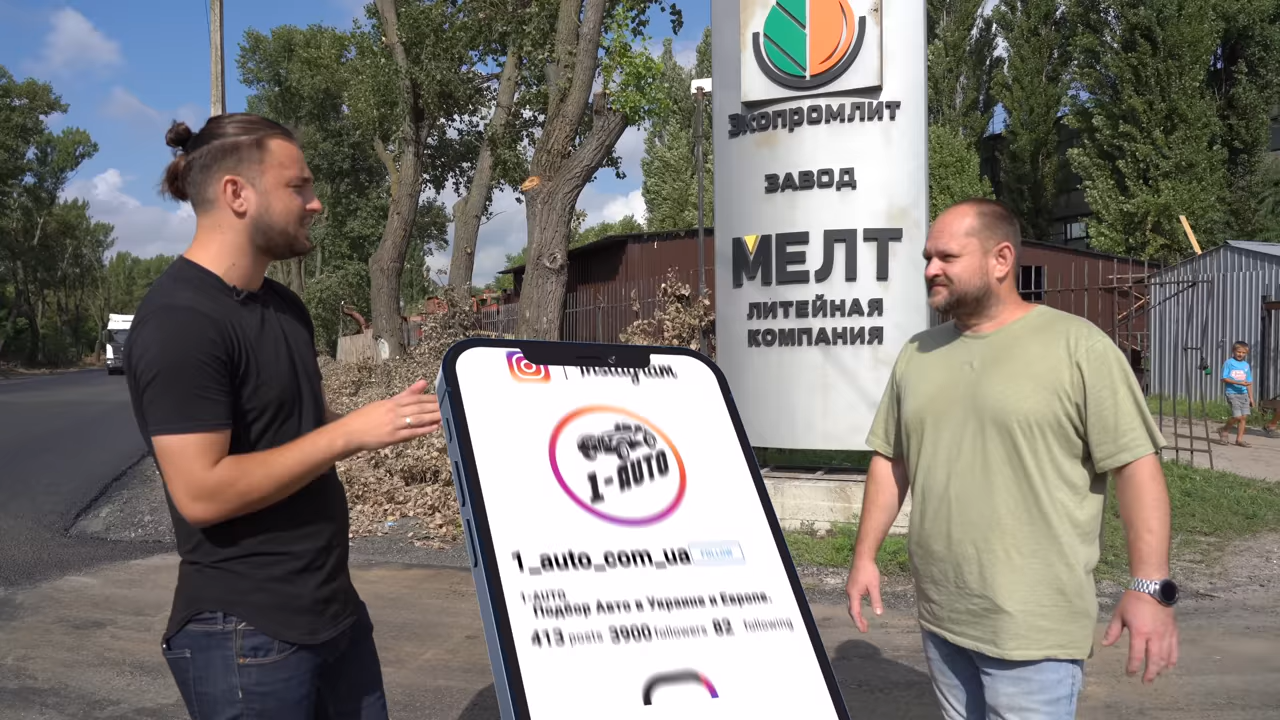 ЭКОПРОМЛИТ
ЗАВОД
МЕЛТ
ЛИТЕЙНАЯ
КОМПАНИЯ
Instagram
1-AUTO
1_auto_com_ua FOLLOW
1-AUTO
Подбор Авто в Украине и Европе.
413 posts 3900 followers 82 following